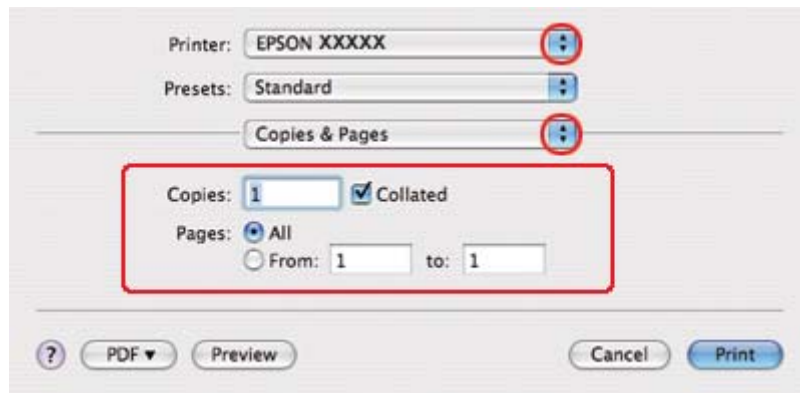 Printer: EPSON XXXXX
Presets: Standard
Copies & Pages
Copies: 1 Collated
Pages: All
From: 1 to: 1
? PDF ▼ Preview Cancel Print